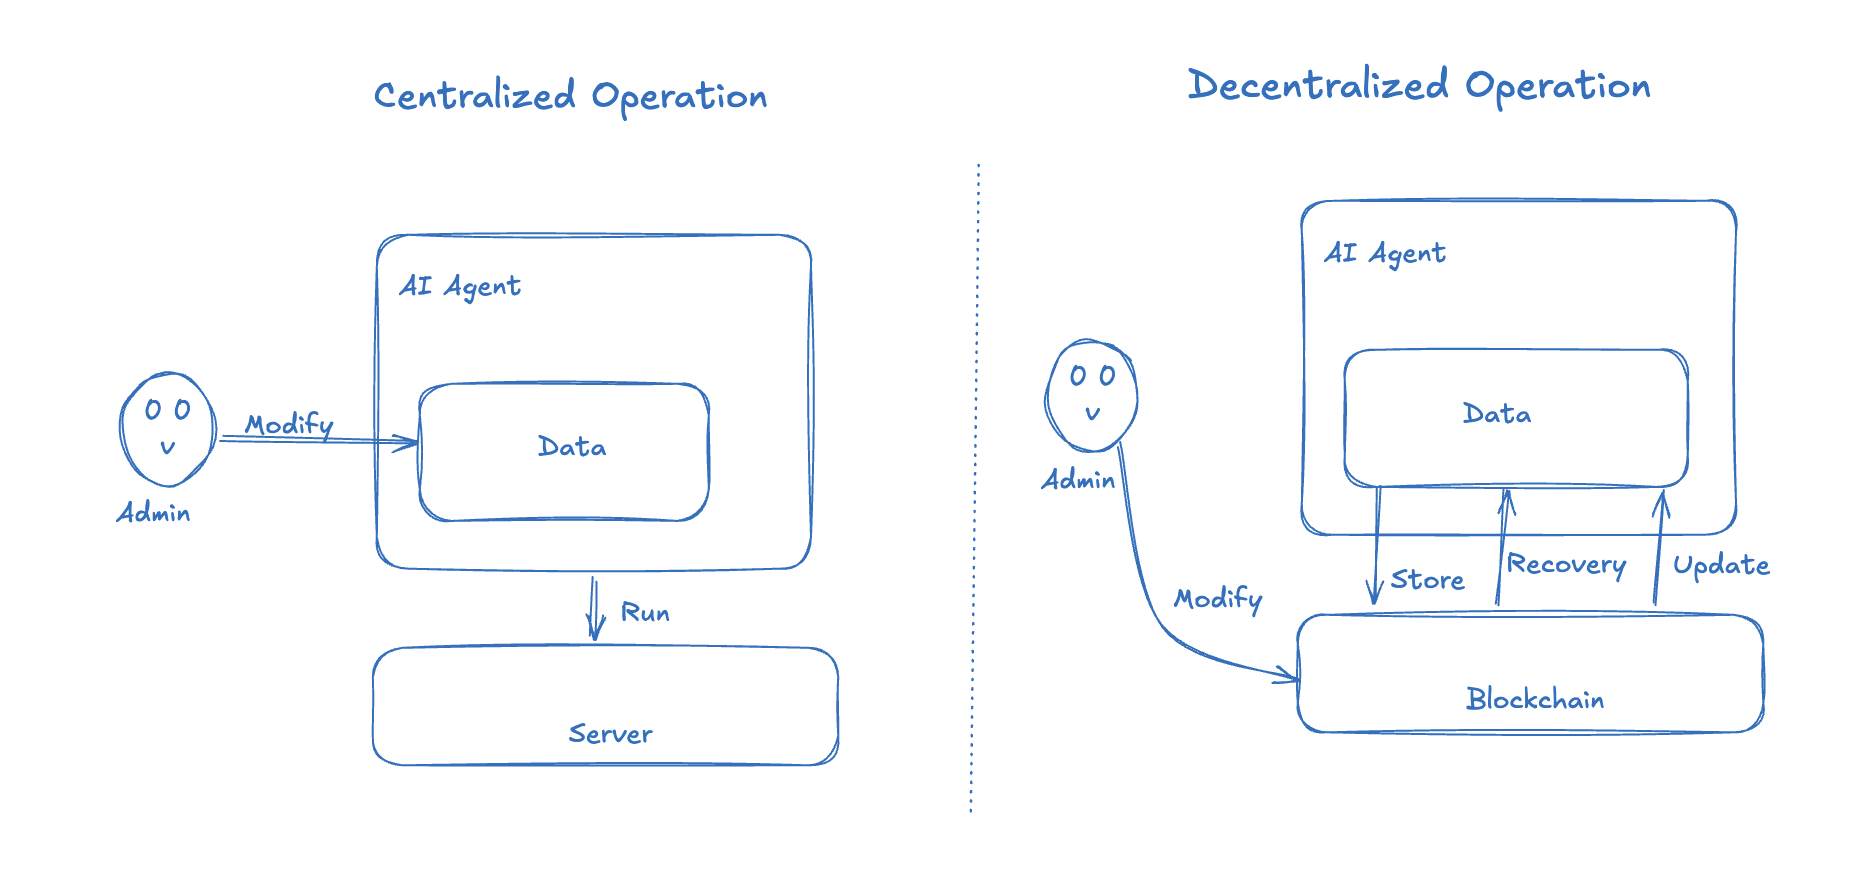 Centralized Operation
AI Agent
Modify
Data
Admin
Run
Server
Decentralized Operation
AI Agent
Data
Admin
Store
Recovery
Update
Modify
Blockchain